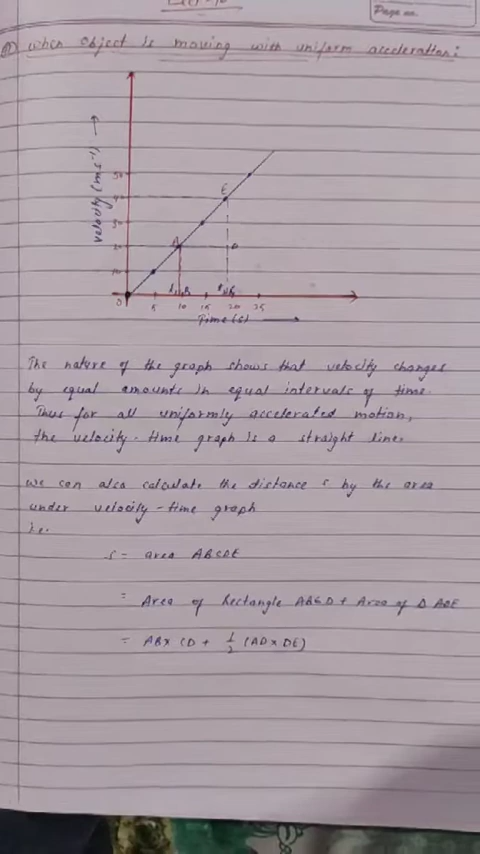 Page no.
when object is moving with uniform acceleration:
velocity (ms⁻¹) →
50
40
30
20
10
0
E
A
D
5 10 15 20 25
Time (s) →
The nature of the graph shows that velocity changes
by equal amounts in equal intervals of time.
Thus for all uniformly accelerated motion,
the velocity-time graph is a straight line.
we can also calculate the distance s by the area
under velocity-time graph
i.e.
s = area ABCDE
= Area of Rectangle ABCD + Area of Δ ADE
= AB x CD + 1/2 (AD x DE)